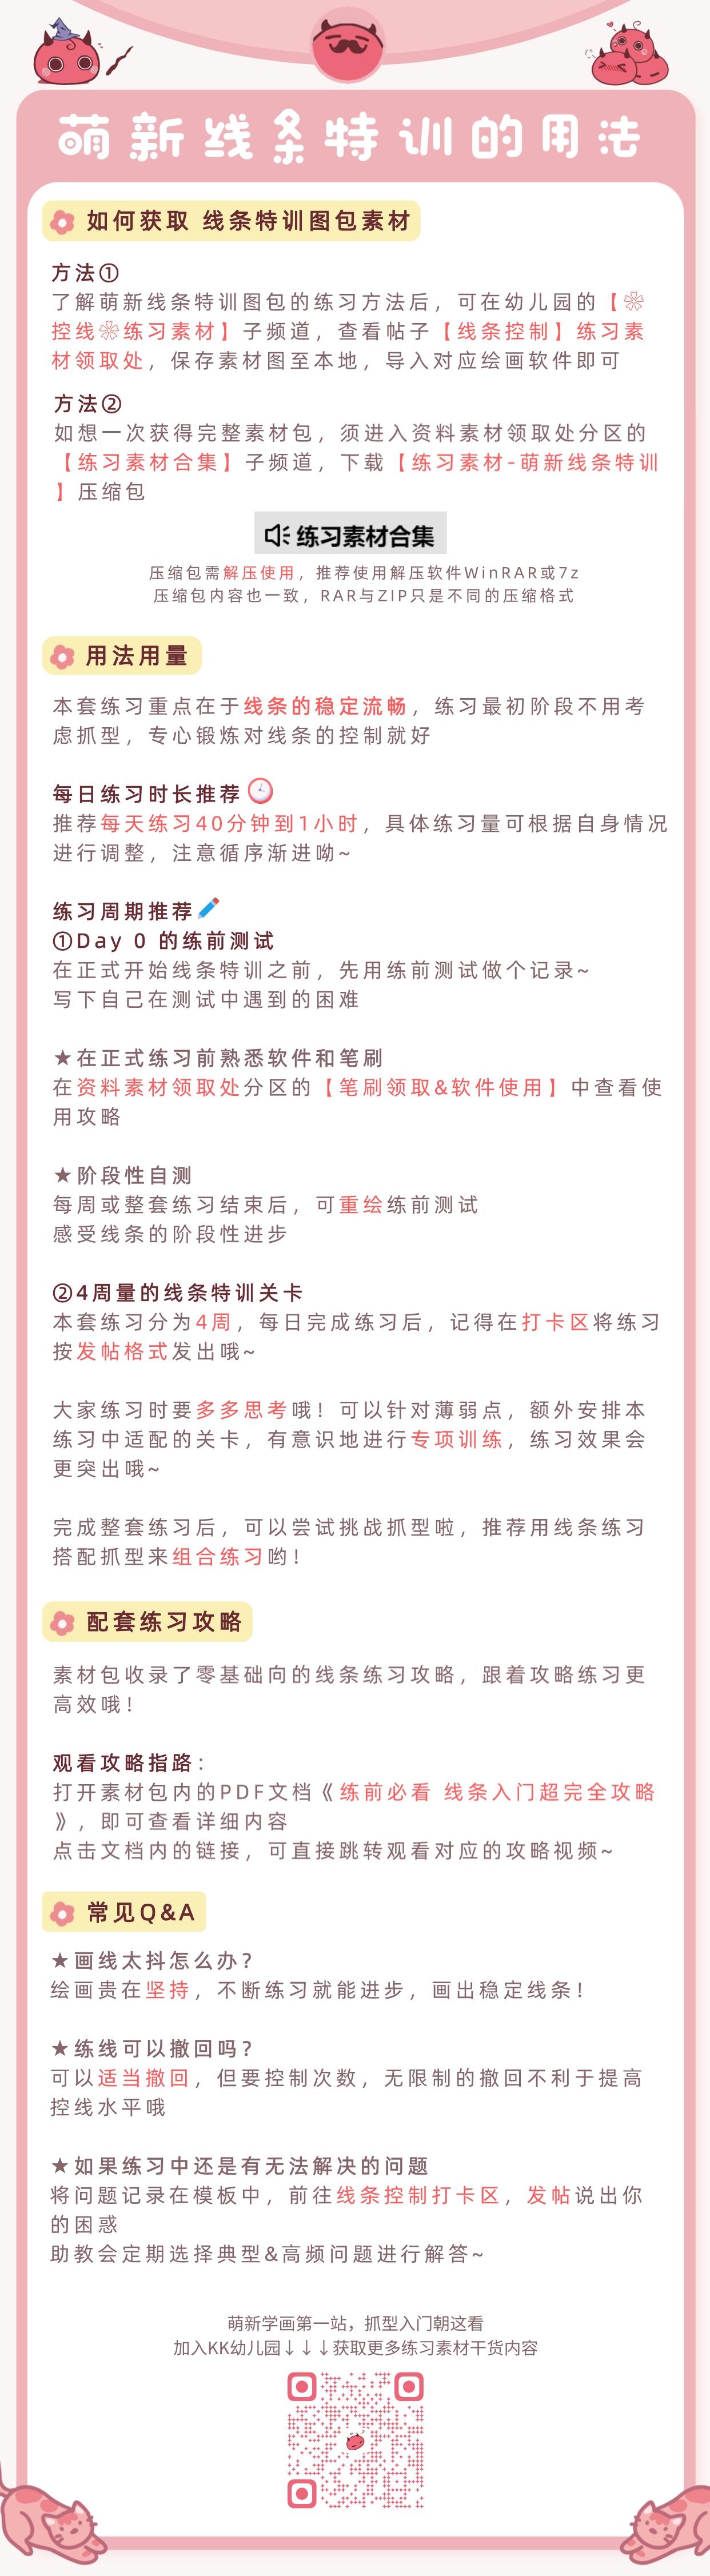 萌新线条特训的用法
如何获取 线条特训图包素材
方法①
了解萌新线条特训图包的练习方法后，可在幼儿园的【🌸
控线🌸练习素材】子频道，查看帖子【线条控制】练习素
材领取处，保存素材图至本地，导入对应绘画软件即可
方法②
如想一次获得完整素材包，须进入资料素材领取处分区的
【练习素材合集】子频道，下载【练习素材-萌新线条特训
】压缩包
练习素材合集
压缩包需解压使用，推荐使用解压软件WinRAR或7z
压缩包内容也一致，RAR与ZIP只是不同的压缩格式
用法用量
本套练习重点在于线条的稳定流畅，练习最初阶段不用考
虑抓型，专心锻炼对线条的控制就好
每日练习时长推荐
推荐每天练习40分钟到1小时，具体练习量可根据自身情况
进行调整，注意循序渐进呦~
练习周期推荐
①Day 0 的练前测试
在正式开始线条特训之前，先用练前测试做个记录~
写下自己在测试中遇到的困难
★在正式练习前熟悉软件和笔刷
在资料素材领取处分区的【笔刷领取&软件使用】中查看使
用攻略
★阶段性自测
每周或整套练习结束后，可重绘练前测试
感受线条的阶段性进步
②4周量的线条特训关卡
本套练习分为4周，每日完成练习后，记得在打卡区将练习
按发帖格式发出哦~
大家练习时要多多思考哦！可以针对薄弱点，额外安排本
练习中适配的关卡，有意识地进行专项训练，练习效果会
更突出哦~
完成整套练习后，可以尝试挑战抓型啦，推荐用线条练习
搭配抓型来组合练习哟！
配套练习攻略
素材包收录了零基础向的线条练习攻略，跟着攻略练习更
高效哦！
观看攻略指路：
打开素材包内的PDF文档《练前必看 线条入门超完全攻略
》，即可查看详细内容
点击文档内的链接，可直接跳转观看对应的攻略视频~
常见Q&A
★画线太抖怎么办？
绘画贵在坚持，不断练习就能进步，画出稳定线条！
★练线可以撤回吗？
可以适当撤回，但要控制次数，无限制的撤回不利于提高
控线水平哦
★如果练习中还是有无法解决的问题
将问题记录在模板中，前往线条控制打卡区，发帖说出你
的困惑
助教会定期选择典型&高频问题进行解答~
萌新学画第一站，抓型入门朝这看
加入KK幼儿园↓↓↓获取更多练习素材干货内容